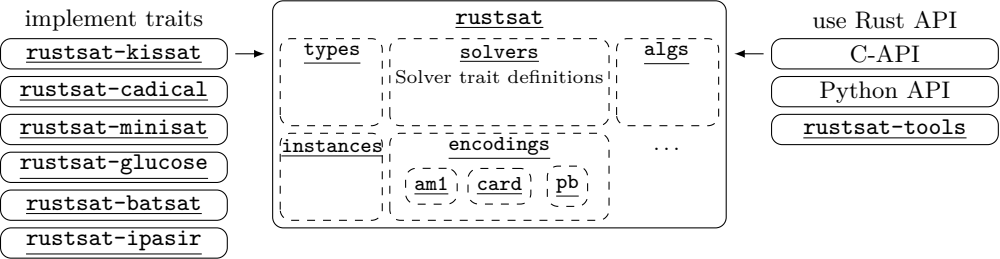 implement traits
rustsat-kissat
rustsat-cadical
rustsat-minisat
rustsat-glucose
rustsat-batsat
rustsat-ipasir
rustsat
types
solvers
Solver trait definitions
algs
instances
encodings
am1
card
pb
...
use Rust API
C-API
Python API
rustsat-tools